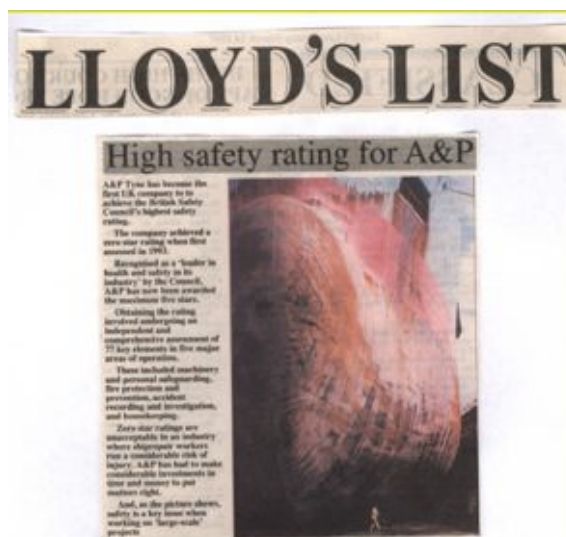 LLOYD'S LIST
High safety rating for A&P
A&P Tyne has become the
first UK company to to
achieve the British Safety
Council's highest safety
rating.
The company achieved a
zero star rating when first
assessed in 1993.
Recognised as a 'leader in
health and safety in its
industry' by the Council,
A&P has now been awarded
the maximum five stars.
Obtaining the rating
involved undergoing an
independent and
comprehensive assessment of
77 key elements in five major
areas of operation.
These included machinery
and personal safeguarding,
fire protection and
prevention, accident
recording and investigation,
and housekeeping.
Zero star ratings are
unacceptable in an industry
where shiprepair workers
run a considerable risk of
injury. A&P has had to make
considerable investments in
time and money to put
matters right.
And, as the picture shows,
safety is a key issue when
working on 'large-scale'
projects